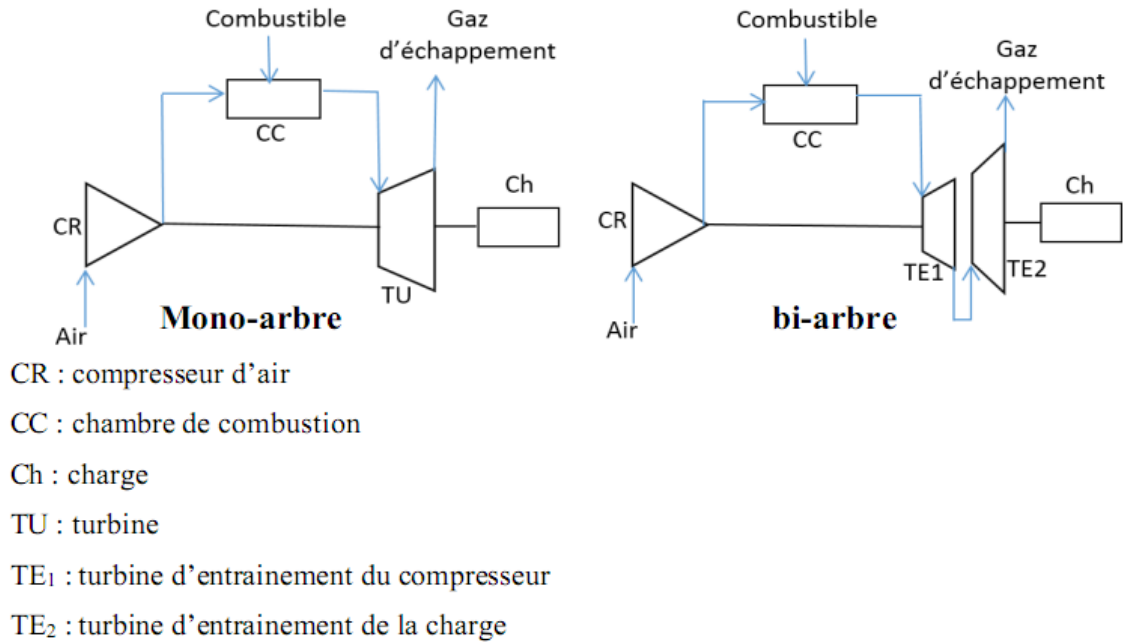 Combustible
Gaz
d'échappement
CC
CR
Ch
TU
Air
Mono-arbre
Combustible
Gaz
d'échappement
CC
CR
Ch
TE1
TE2
Air
bi-arbre
CR : compresseur d'air
CC : chambre de combustion
Ch : charge
TU : turbine
TE₁ : turbine d'entrainement du compresseur
TE₂ : turbine d'entrainement de la charge